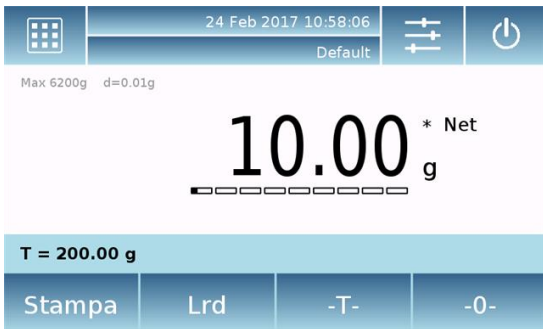 24 Feb 2017 10:58:06
Default
Max 6200g d=0.01g
10.00 * Net
g
T = 200.00 g
Stampa Lrd -T- -0-